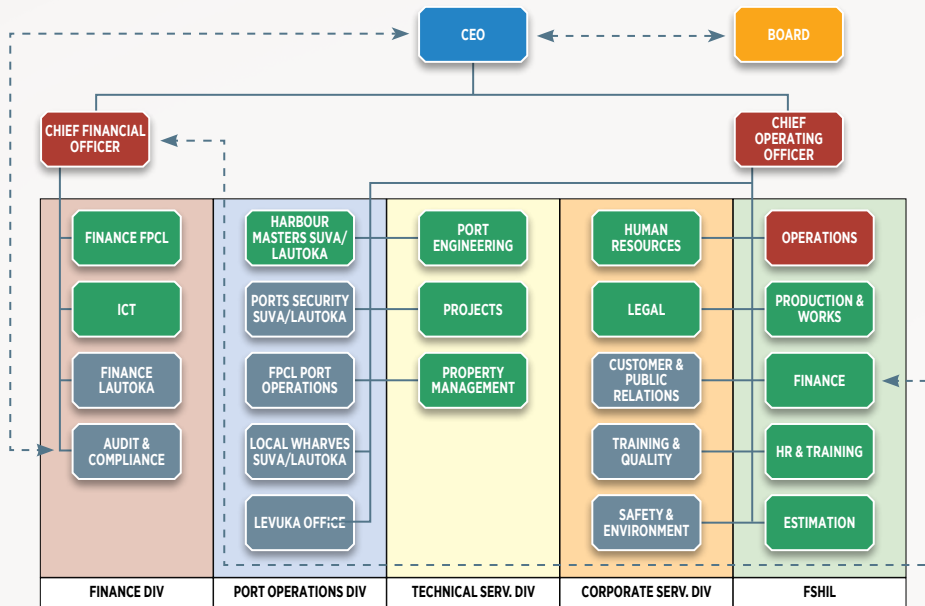 CEO
BOARD
CHIEF FINANCIAL
OFFICER
CHIEF
OPERATING
OFFICER
FINANCE FPCL
ICT
FINANCE
LAUTOKA
AUDIT &
COMPLIANCE
HARBOUR
MASTERS SUVA/
LAUTOKA
PORTS SECURITY
SUVA/LAUTOKA
FPCL PORT
OPERATIONS
LOCAL WHARVES
SUVA/LAUTOKA
LEVUKA OFFICE
PORT
ENGINEERING
PROJECTS
PROPERTY
MANAGEMENT
HUMAN
RESOURCES
LEGAL
CUSTOMER &
PUBLIC
RELATIONS
TRAINING &
QUALITY
SAFETY &
ENVIRONMENT
OPERATIONS
PRODUCTION &
WORKS
FINANCE
HR & TRAINING
ESTIMATION
FINANCE DIV
PORT OPERATIONS DIV
TECHNICAL SERV. DIV
CORPORATE SERV. DIV
FSHIL